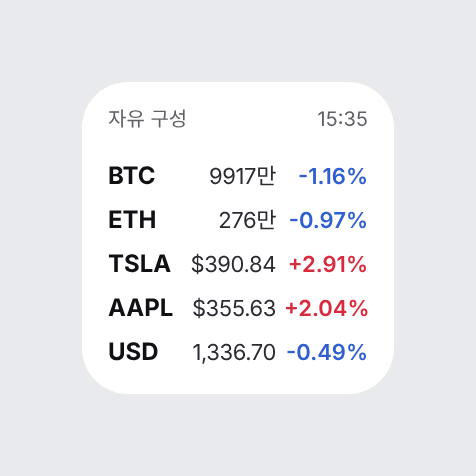 자유 구성 15:35
BTC 9917만 -1.16%
ETH 276만 -0.97%
TSLA $390.84 +2.91%
AAPL $355.63 +2.04%
USD 1,336.70 -0.49%